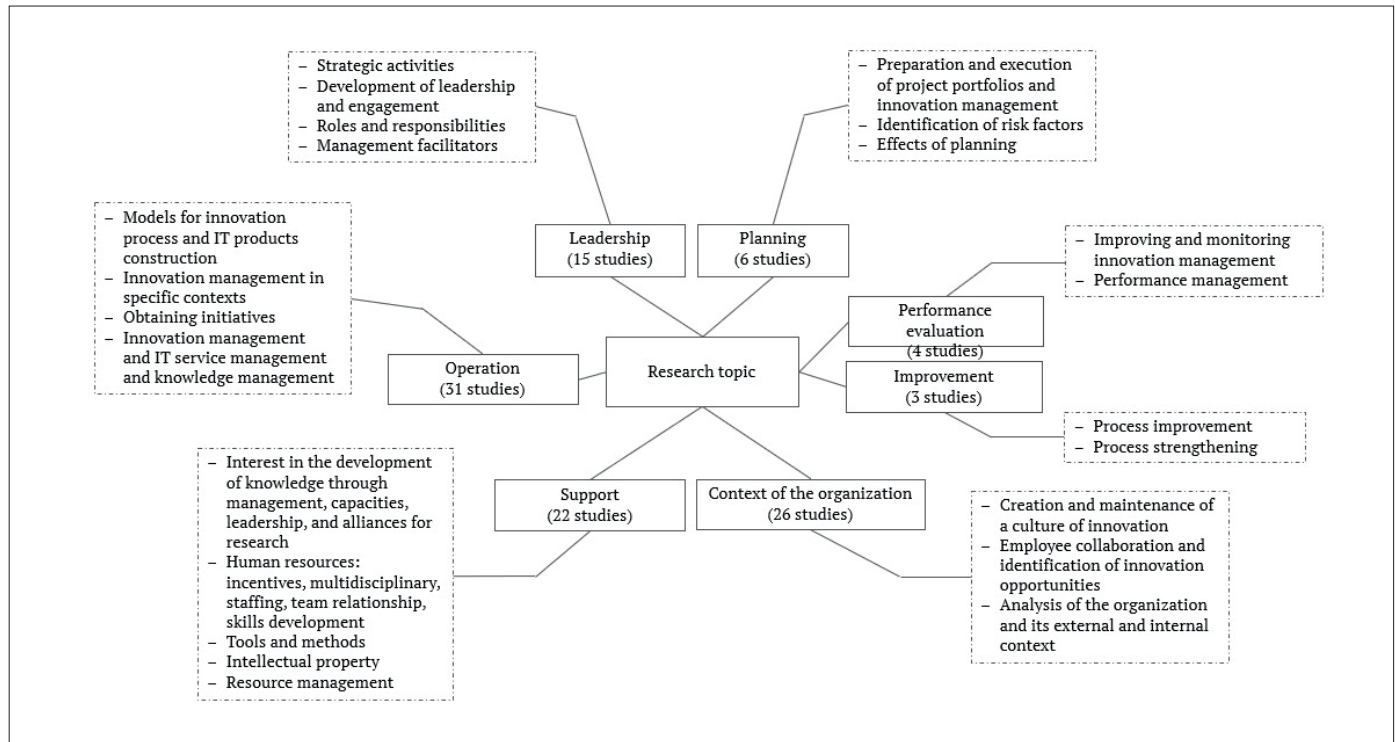 – Strategic activities
– Development of leadership
and engagement
– Roles and responsibilities
– Management facilitators
– Preparation and execution
of project portfolios and
innovation management
– Identification of risk factors
– Effects of planning
– Models for innovation
process and IT products
construction
– Innovation management in
specific contexts
– Obtaining initiatives
– Innovation management
and IT service management
and knowledge management
Leadership
(15 studies)
Planning
(6 studies)
– Improving and monitoring
innovation management
– Performance management
Performance
evaluation
(4 studies)
Operation
(31 studies)
Research topic
Improvement
(3 studies)
– Process improvement
– Process strengthening
– Interest in the development
of knowledge through
management, capacities,
leadership, and alliances for
research
– Human resources:
incentives, multidisciplinary,
staffing, team relationship,
skills development
– Tools and methods
– Intellectual property
– Resource management
Support
(22 studies)
Context of the organization
(26 studies)
– Creation and maintenance of
a culture of innovation
– Employee collaboration and
identification of innovation
opportunities
– Analysis of the organization
and its external and internal
context